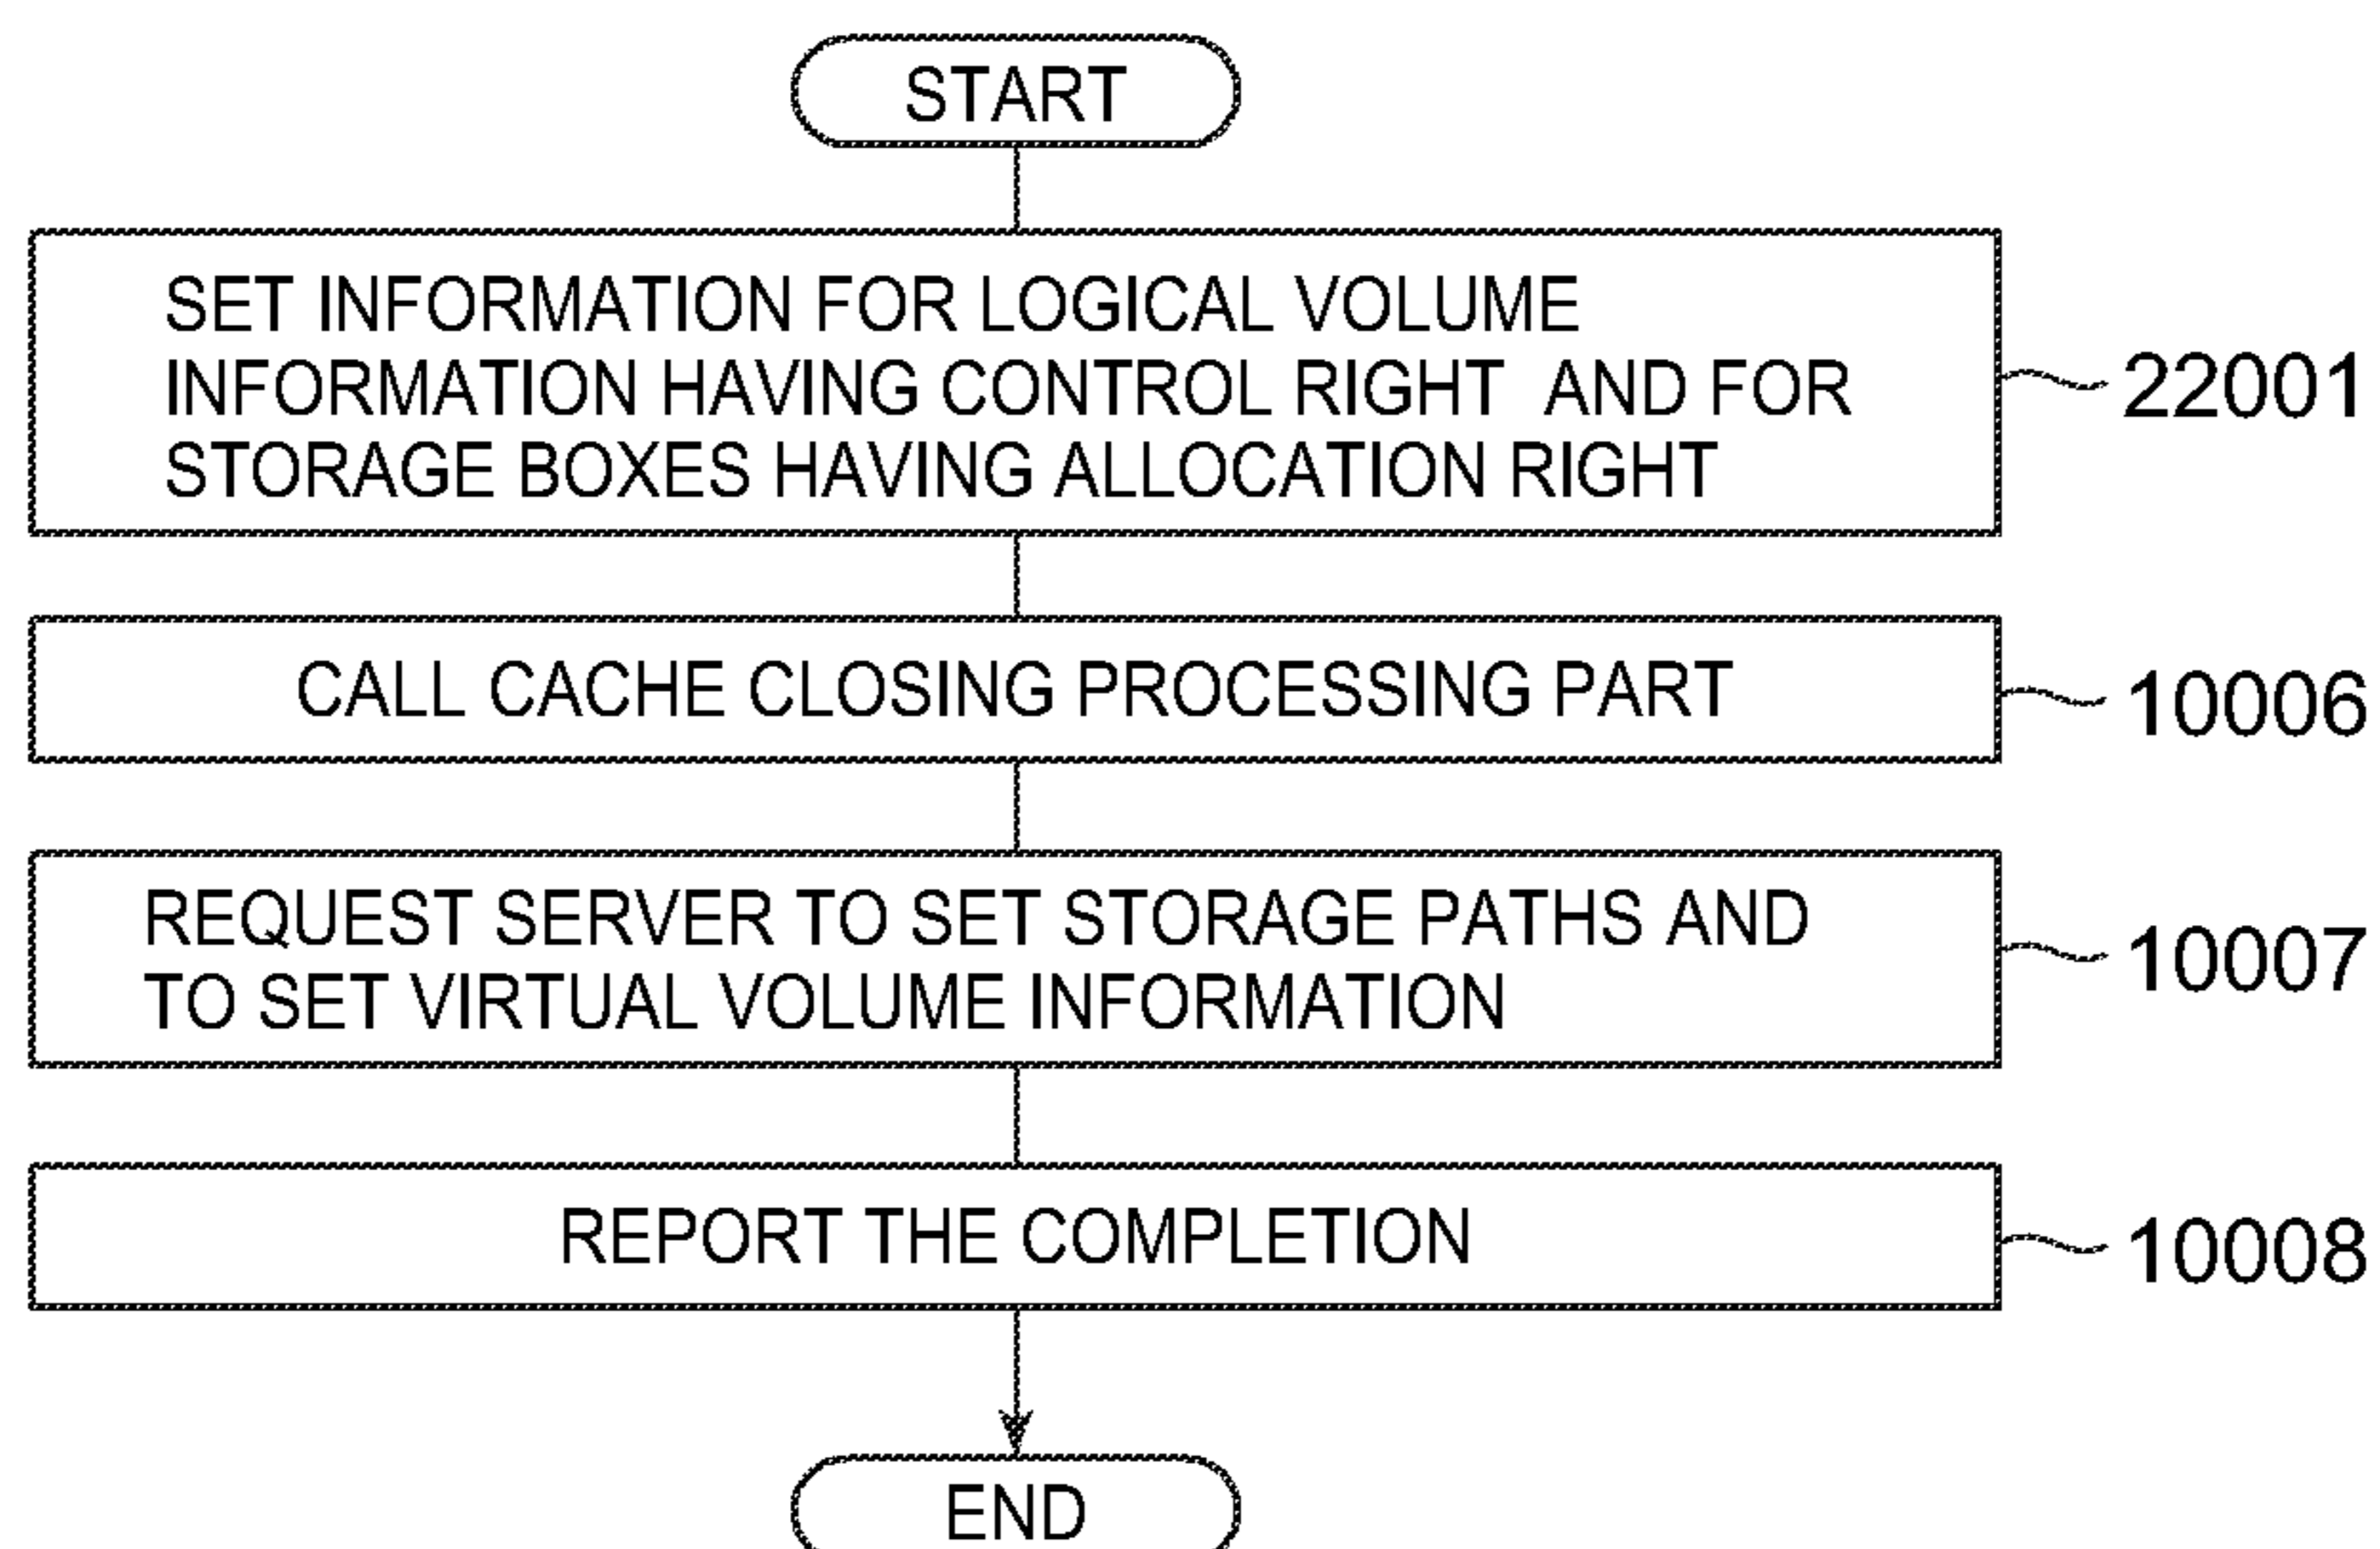 START
SET INFORMATION FOR LOGICAL VOLUME
INFORMATION HAVING CONTROL RIGHT AND FOR
STORAGE BOXES HAVING ALLOCATION RIGHT
22001
CALL CACHE CLOSING PROCESSING PART
10006
REQUEST SERVER TO SET STORAGE PATHS AND
TO SET VIRTUAL VOLUME INFORMATION
10007
REPORT THE COMPLETION
10008
END